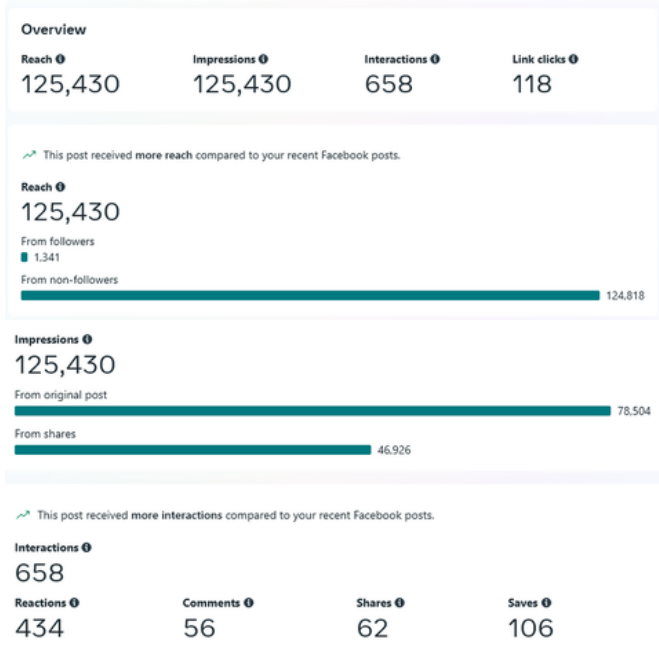 Overview
Reach Impressions Interactions Link clicks
125,430 125,430 658 118
This post received more reach compared to your recent Facebook posts.
Reach
125,430
From followers
1,341
From non-followers
124,818
Impressions
125,430
From original post
78,504
From shares
46,926
This post received more interactions compared to your recent Facebook posts.
Interactions
658
Reactions Comments Shares Saves
434 56 62 106